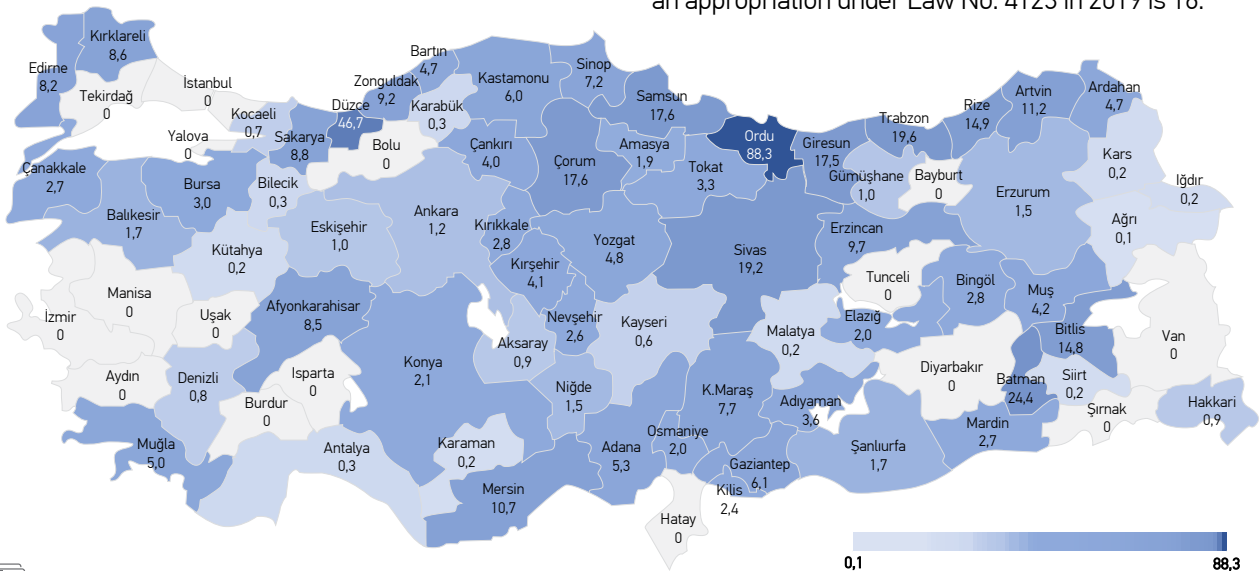 an appropriation under Law No. 4123 in 2019 is 16.
Kırklareli
8,6
Edirne
8,2
Tekirdağ
0
İstanbul
0
Kocaeli
0,7
Yalova
0
Sakarya
8,8
Düzce
46,7
Zonguldak
9,2
Bartın
4,7
Karabük
0,3
Bolu
0
Kastamonu
6,0
Sinop
7,2
Samsun
17,6
Çankırı
4,0
Çorum
17,6
Amasya
1,9
Tokat
3,3
Ordu
88,3
Giresun
17,5
Gümüşhane
1,0
Trabzon
19,6
Bayburt
0
Rize
14,9
Artvin
11,2
Ardahan
4,7
Kars
0,2
Iğdır
0,2
Ağrı
0,1
Erzurum
1,5
Erzincan
9,7
Çanakkale
2,7
Balıkesir
1,7
Bursa
3,0
Bilecik
0,3
Eskişehir
1,0
Kütahya
0,2
Ankara
1,2
Kırıkkale
2,8
Kırşehir
4,1
Yozgat
4,8
Sivas
19,2
Tunceli
0
Bingöl
2,8
Muş
4,2
Bitlis
14,8
Van
0
Manisa
0
İzmir
0
Uşak
0
Afyonkarahisar
8,5
Konya
2,1
Aksaray
0,9
Nevşehir
2,6
Kayseri
0,6
Malatya
0,2
Elazığ
2,0
Diyarbakır
0
Batman
24,4
Siirt
0,2
Şırnak
0
Hakkari
0,9
Aydın
0
Denizli
0,8
Isparta
0
Burdur
0
Muğla
5,0
Antalya
0,3
Karaman
0,2
Niğde
1,5
Mersin
10,7
Adana
5,3
Osmaniye
2,0
K.Maraş
7,7
Adıyaman
3,6
Gaziantep
6,1
Kilis
2,4
Hatay
0
Şanlıurfa
1,7
Mardin
2,7
0,1
88,3